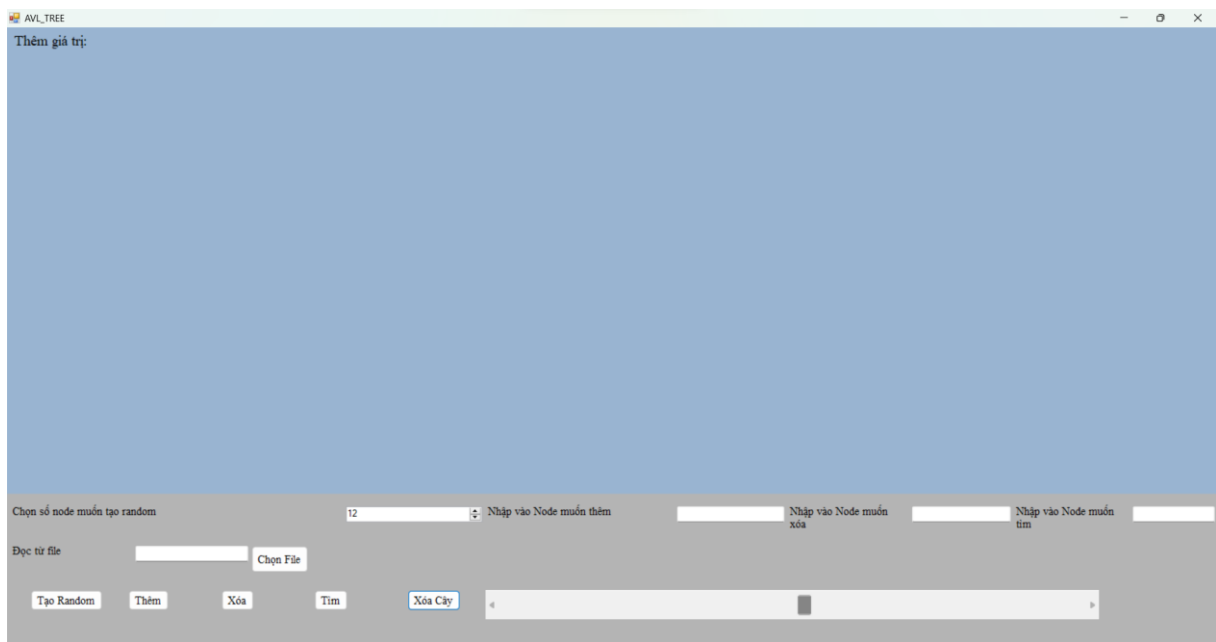 AVL_TREE
Thêm giá trị:
Chọn số node muốn tạo random
12
Nhập vào Node muốn thêm
Nhập vào Node muốn
xóa
Nhập vào Node muốn
tìm
Đọc từ file
Chọn File
Tạo Random
Thêm
Xóa
Tìm
Xóa Cây